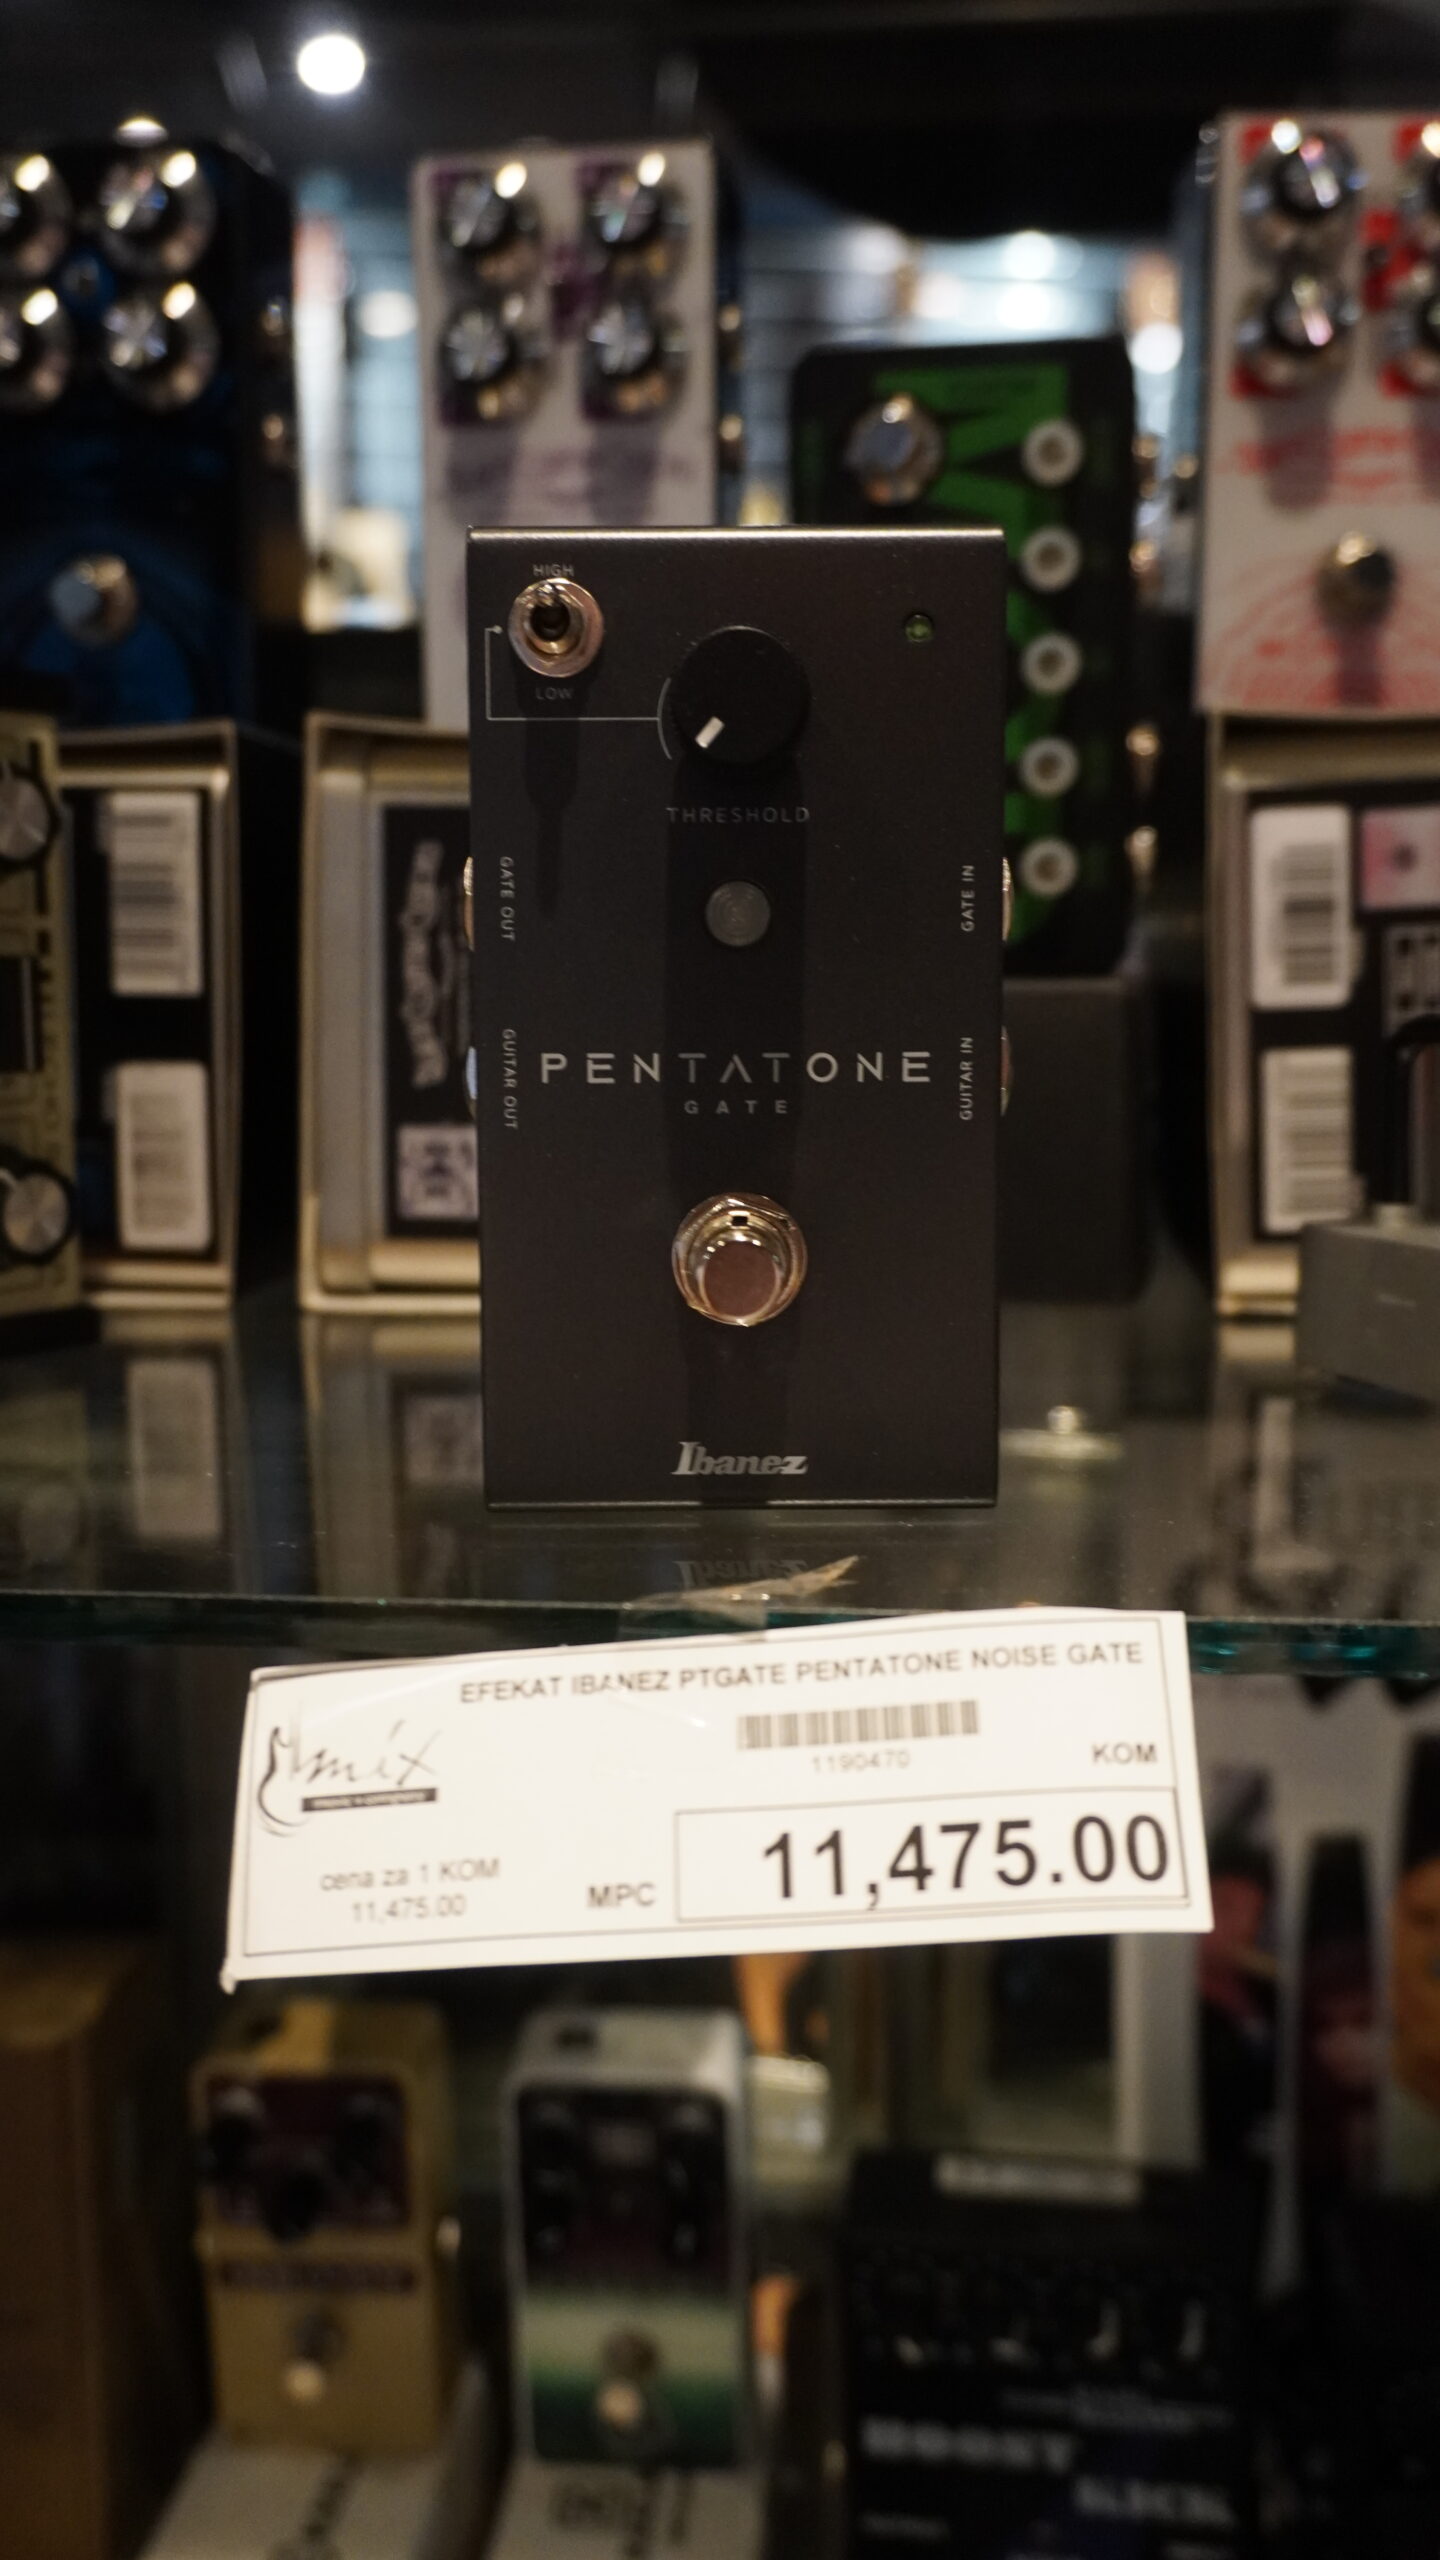 HIGH
LOW
THRESHOLD
GATE OUT
GATE IN
GUITAR OUT
GUITAR IN
PENTATONE
GATE
Ibanez
EFEKAT IBANEZ PTGATE PENTATONE NOISE GATE
mix
1190470
KOM
cena za 1 KOM
11,475.00
MPC
11,475.00